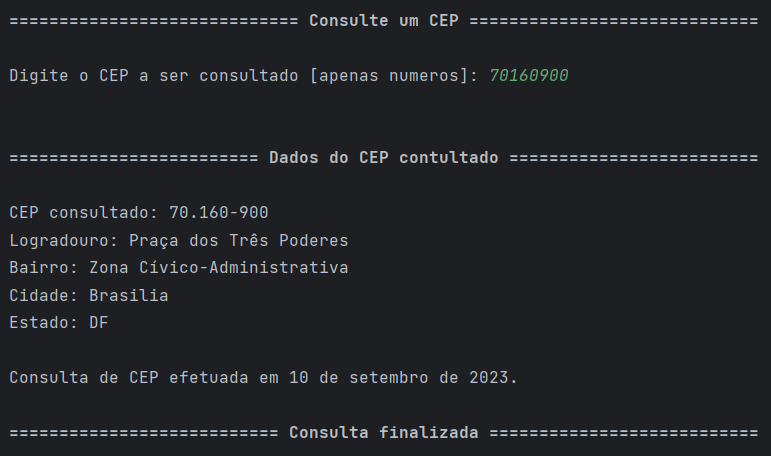 ============================= Consulte um CEP =============================
Digite o CEP a ser consultado [apenas numeros]: 70160900
========================= Dados do CEP contultado =========================
CEP consultado: 70.160-900
Logradouro: Praça dos Três Poderes
Bairro: Zona Cívico-Administrativa
Cidade: Brasilia
Estado: DF
Consulta de CEP efetuada em 10 de setembro de 2023.
=========================== Consulta finalizada ===========================